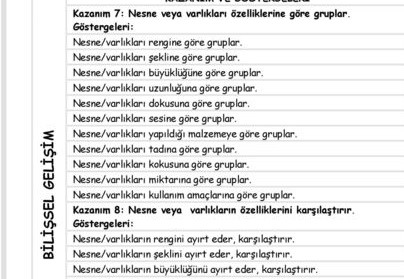 KAZANIM VE GÖSTERGELERİ
Kazanım 7: Nesne veya varlıkları özelliklerine göre gruplar.
Göstergeleri:
Nesne/varlıkları rengine göre gruplar.
Nesne/varlıkları şekline göre gruplar.
Nesne/varlıkları büyüklüğüne göre gruplar.
Nesne/varlıkları uzunluğuna göre gruplar.
Nesne/varlıkları dokusuna göre gruplar.
Nesne/varlıkları sesine göre gruplar.
Nesne/varlıkları yapıldığı malzemeye göre gruplar.
Nesne/varlıkları tadına göre gruplar.
Nesne/varlıkları kokusuna göre gruplar.
Nesne/varlıkları miktarına göre gruplar.
Nesne/varlıkları kullanım amaçlarına göre gruplar.
Kazanım 8: Nesne veya varlıkların özelliklerini karşılaştırır.
Göstergeleri:
Nesne/varlıkların rengini ayırt eder, karşılaştırır.
Nesne/varlıkların şeklini ayırt eder, karşılaştırır.
Nesne/varlıkların büyüklüğünü ayırt eder, karşılaştırır.
BİLİŞSEL GELİŞİM